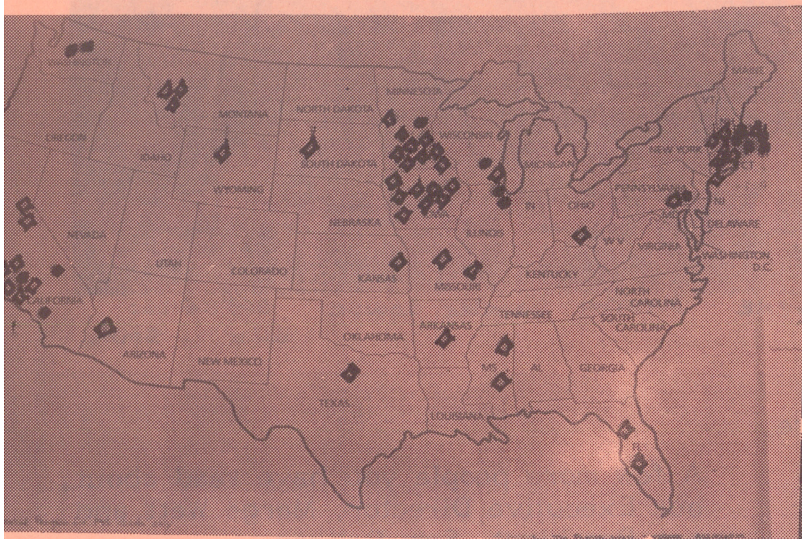 WASHINGTON
MAINE
MINNESOTA
VT
MONTANA
NORTH DAKOTA
OREGON
WISCONSIN
NEW YORK
CT
IDAHO
SOUTH DAKOTA
MICHIGAN
WYOMING
PENNSYLVANIA
IOWA
IN
OHIO
NJ
NEBRASKA
MD
DELAWARE
NEVADA
ILLINOIS
W V
VIRGINIA
WASHINGTON,
D.C.
UTAH
COLORADO
KANSAS
MISSOURI
KENTUCKY
CALIFORNIA
NORTH
CAROLINA
TENNESSEE
SOUTH
CAROLINA
ARKANSAS
OKLAHOMA
ARIZONA
NEW MEXICO
MS
AL
GEORGIA
TEXAS
LOUISIANA